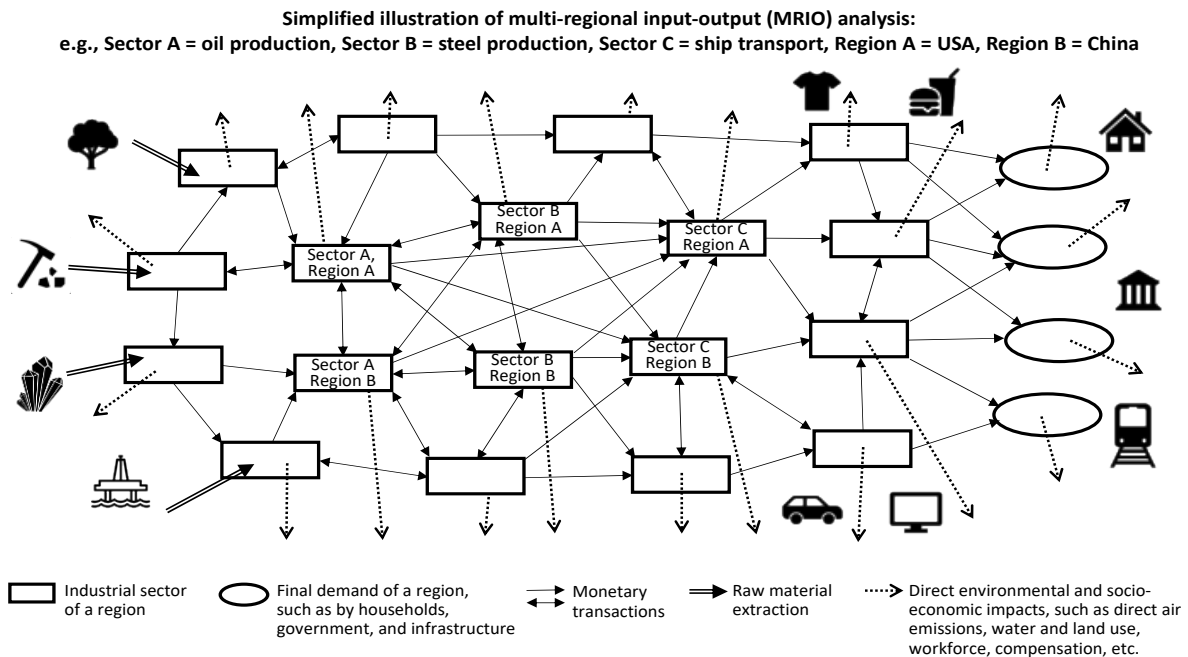 Simplified illustration of multi-regional input-output (MRIO) analysis:
e.g., Sector A = oil production, Sector B = steel production, Sector C = ship transport, Region A = USA, Region B = China
Sector B
Region A
Sector C
Region A
Sector A,
Region A
Sector A
Region B
Sector B
Region B
Sector C
Region B
Industrial sector
of a region
Final demand of a region,
such as by households,
government, and infrastructure
Monetary
transactions
Raw material
extraction
Direct environmental and socio-
economic impacts, such as direct air
emissions, water and land use,
workforce, compensation, etc.